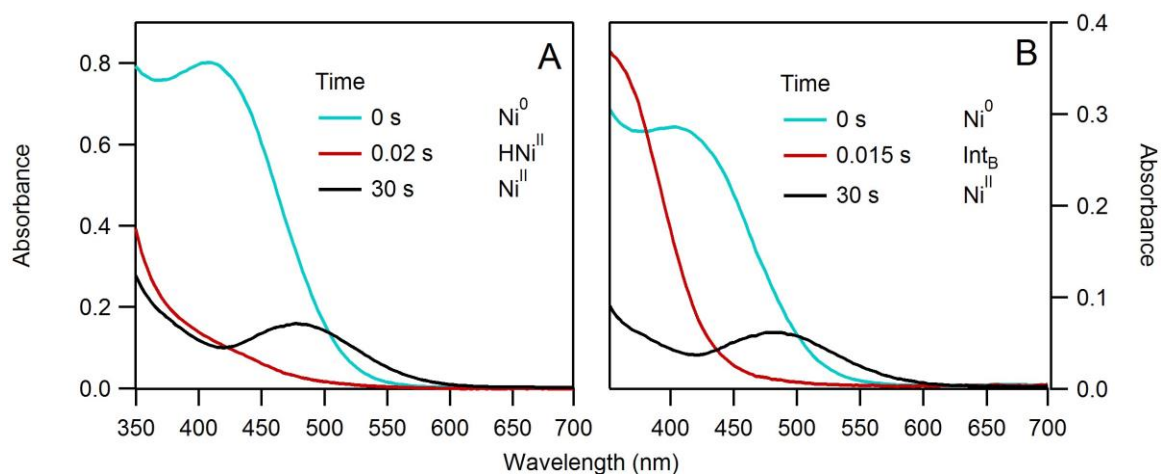 A
Time
0 s Ni⁰
0.02 s HNiᴵᴵ
30 s Niᴵᴵ
0.8
0.6
0.4
0.2
0.0
350 400 450 500 550 600 650 700
Absorbance
B
Time
0 s Ni⁰
0.015 s Int_B
30 s Niᴵᴵ
0.4
0.3
0.2
0.1
0.0
400 450 500 550 600 650 700
Absorbance
Wavelength (nm)